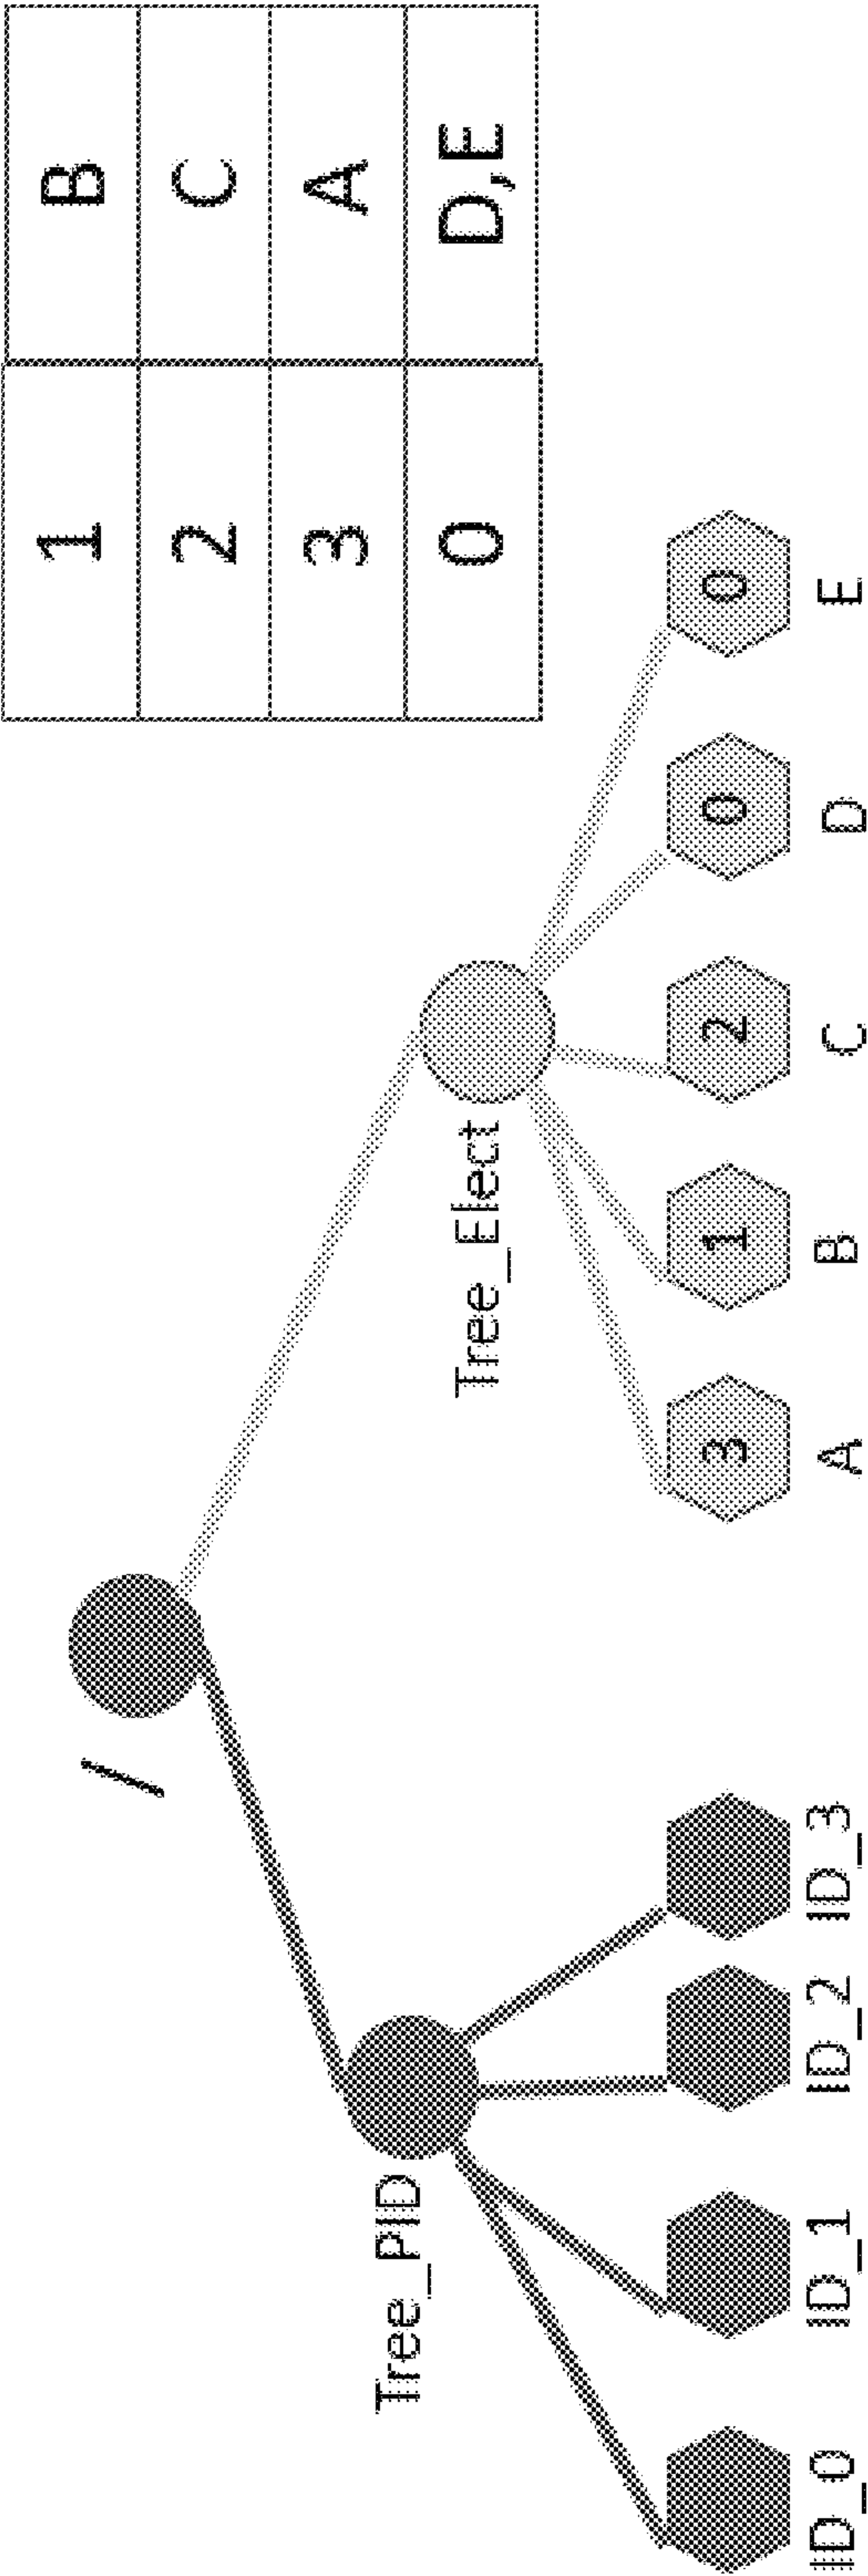 1 B
2 C
3 A
0 D,E
/
Tree_PID
Tree_Elect
3 1 2 0 0
ID_0 ID_1 ID_2 ID_3 A B C D E